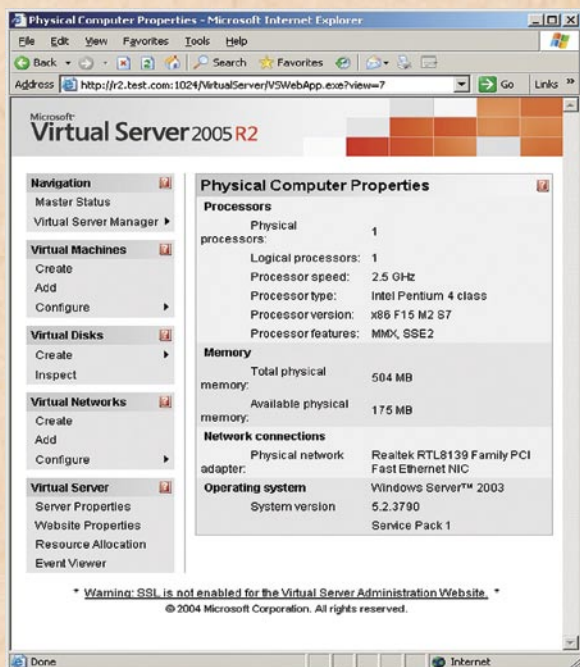 Physical Computer Properties - Microsoft Internet Explorer
File Edit View Favorites Tools Help
Back Search Favorites
Address http://r2.test.com:1024/VirtualServer/VSWebApp.exe?view=7 Go Links »
Microsoft®
Virtual Server 2005 R2
Navigation
Master Status
Virtual Server Manager
Virtual Machines
Create
Add
Configure
Virtual Disks
Create
Inspect
Virtual Networks
Create
Add
Configure
Virtual Server
Server Properties
Website Properties
Resource Allocation
Event Viewer
Physical Computer Properties
Processors
Physical processors: 1
Logical processors: 1
Processor speed: 2.5 GHz
Processor type: Intel Pentium 4 class
Processor version: x86 F15 M2 S7
Processor features: MMX, SSE2
Memory
Total physical memory: 504 MB
Available physical memory: 175 MB
Network connections
Physical network adapter: Realtek RTL8139 Family PCI Fast Ethernet NIC
Operating system Windows Server™ 2003
System version 5.2.3790
Service Pack 1
* Warning: SSL is not enabled for the Virtual Server Administration Website. *
© 2004 Microsoft Corporation. All rights reserved.
Done Internet